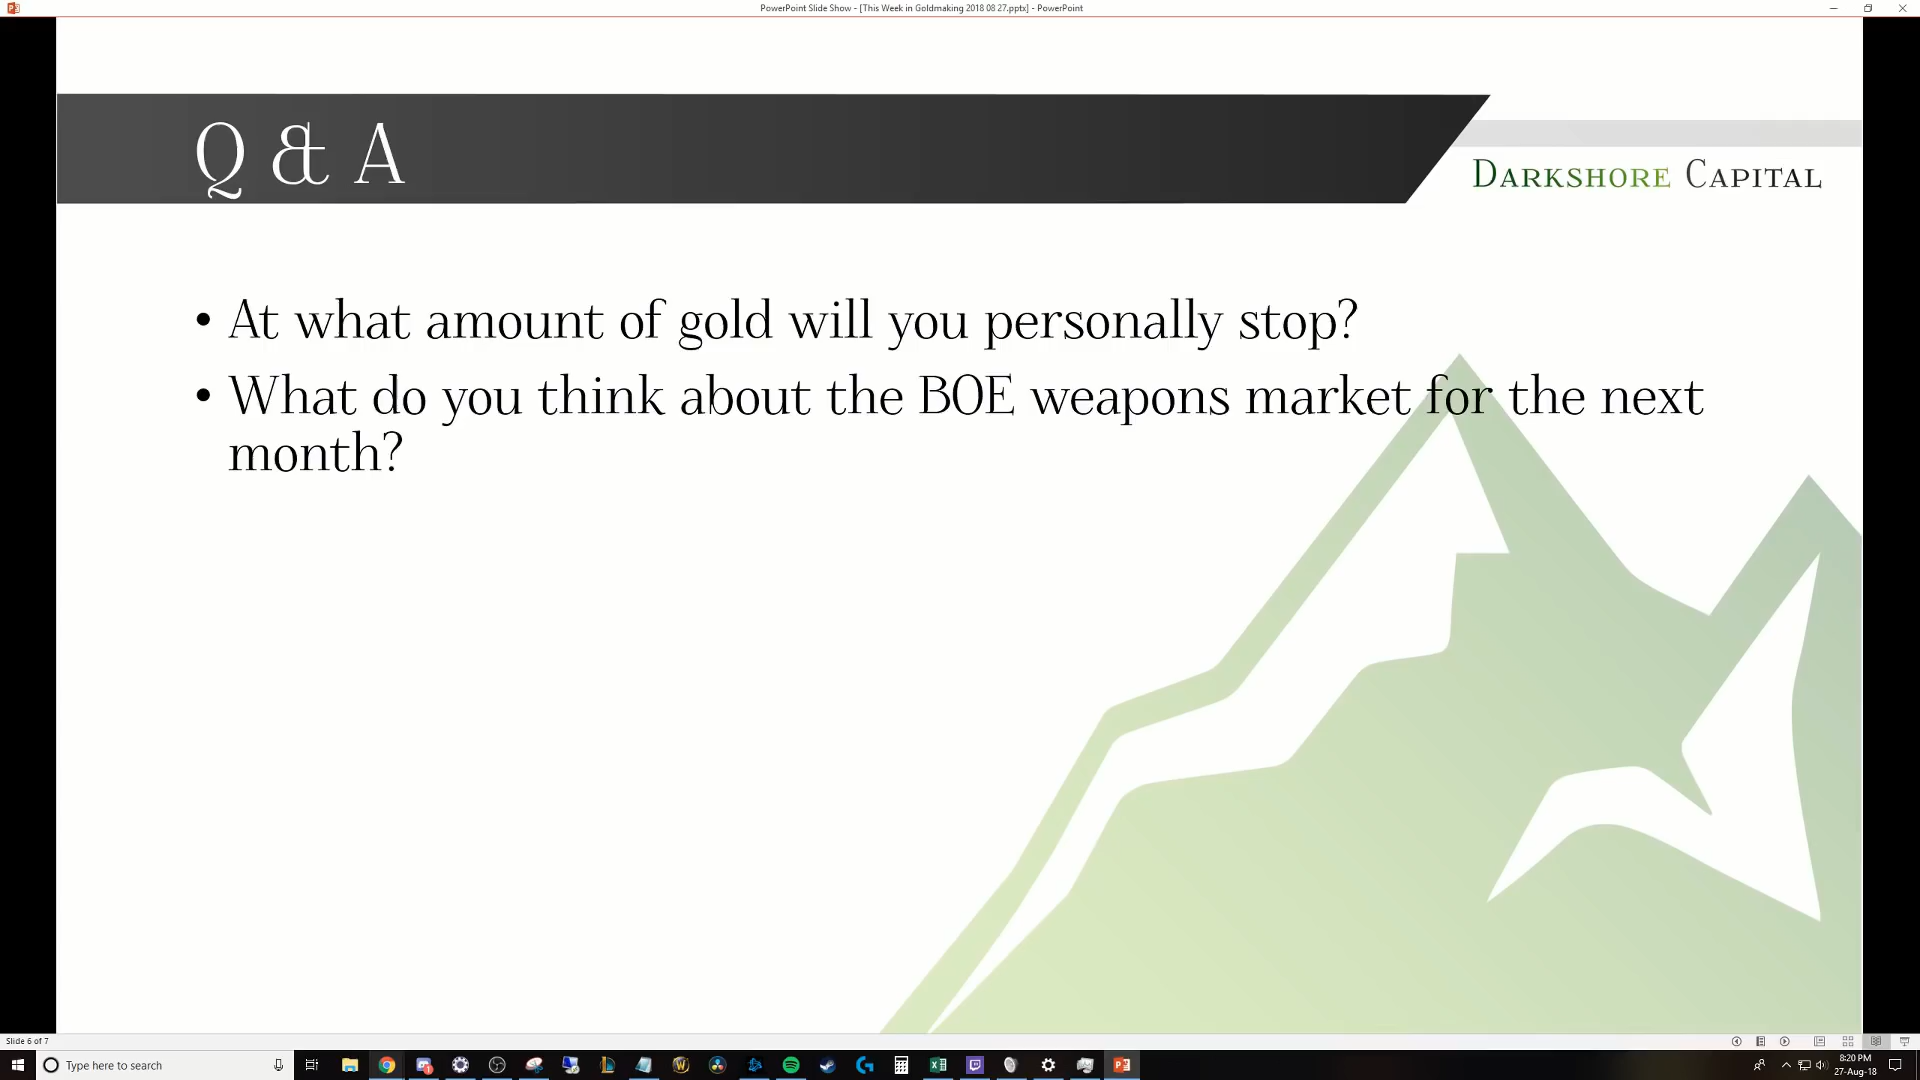 PowerPoint Slide Show - [This Week in Goldmaking 2018 08 27.pptx] - PowerPoint
Q & A
DARKSHORE CAPITAL
• At what amount of gold will you personally stop?
• What do you think about the BOE weapons market for the next
month?
Slide 6 of 7
Type here to search
8:20 PM
27-Aug-18